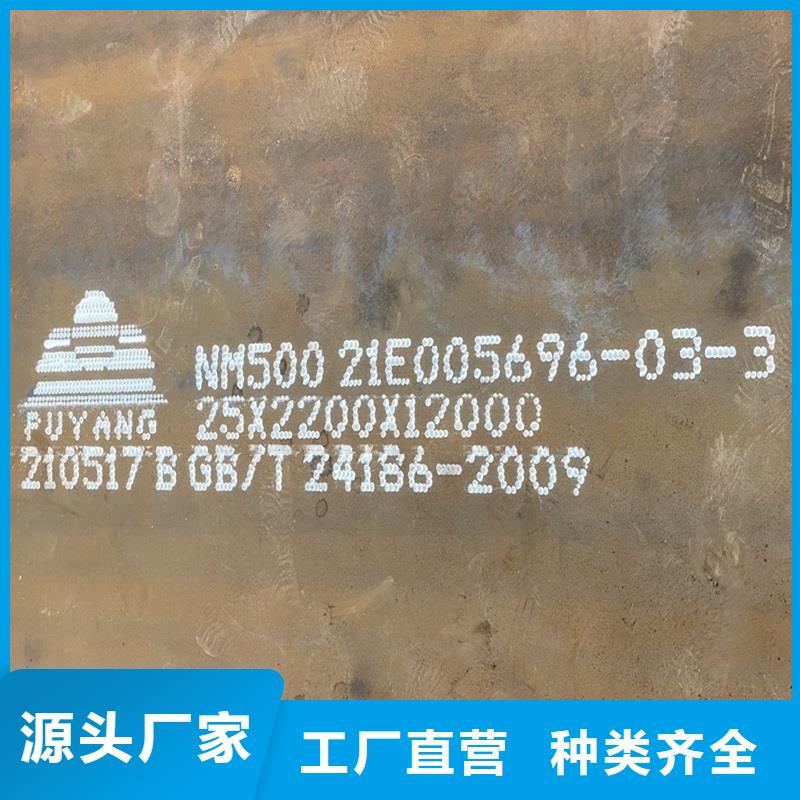 NM500 21E005696-03-3
FUYANG 25X2200X12000
210517B GB/T 24186-2009
源头厂家 工厂直营 种类齐全